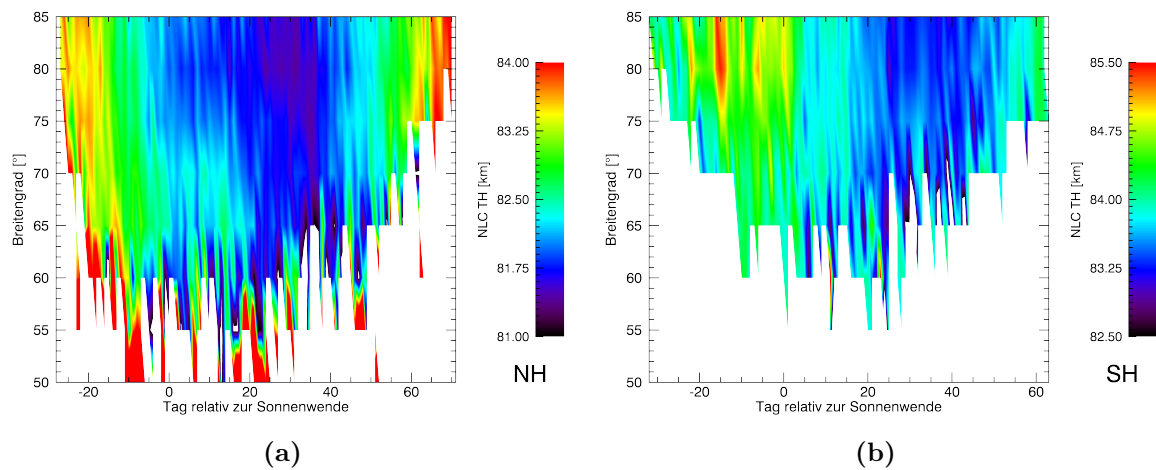 85
80
75
70
65
60
55
50
Breitengrad [°]
-20 0 20 40 60
Tag relativ zur Sonnenwende
84.00
83.25
82.50
81.75
81.00
NLC TH [km]
NH
(a)
85
80
75
70
65
60
55
50
Breitengrad [°]
-20 0 20 40 60
Tag relativ zur Sonnenwende
85.50
84.75
84.00
83.25
82.50
NLC TH [km]
SH
(b)